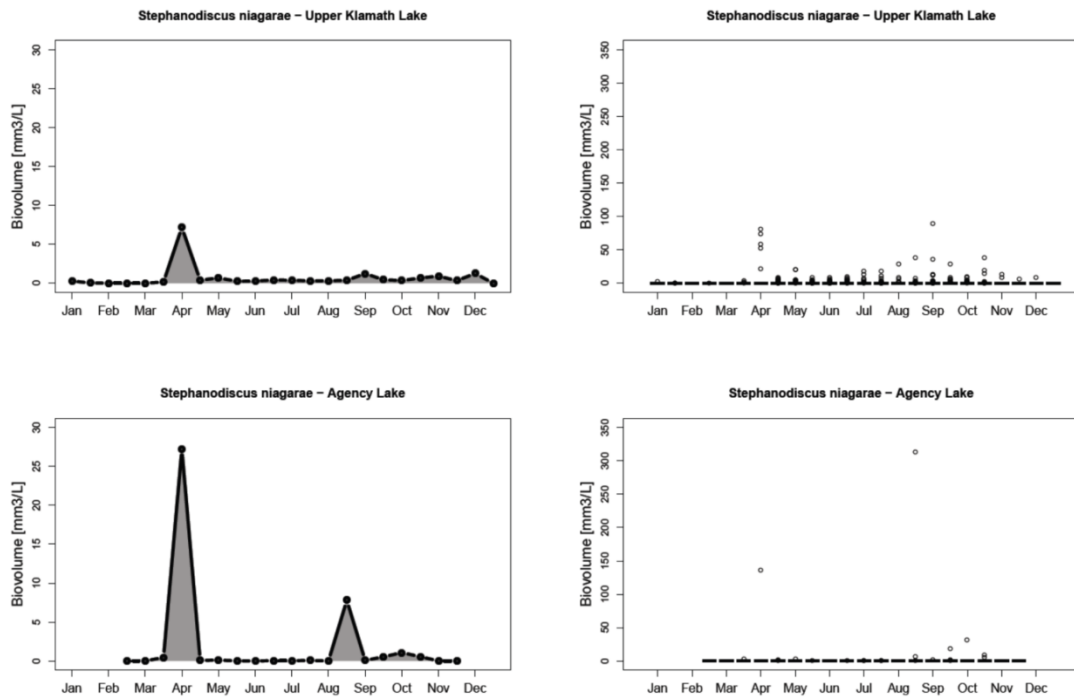 Stephanodiscus niagarae − Upper Klamath Lake
Biovolume [mm3/L]
30
25
20
15
10
5
0
Jan Feb Mar Apr May Jun Jul Aug Sep Oct Nov Dec
Stephanodiscus niagarae − Upper Klamath Lake
Biovolume [mm3/L]
350
300
250
200
150
100
50
0
Jan Feb Mar Apr May Jun Jul Aug Sep Oct Nov Dec
Stephanodiscus niagarae − Agency Lake
Biovolume [mm3/L]
30
25
20
15
10
5
0
Jan Feb Mar Apr May Jun Jul Aug Sep Oct Nov Dec
Stephanodiscus niagarae − Agency Lake
Biovolume [mm3/L]
350
300
250
200
150
100
50
0
Jan Feb Mar Apr May Jun Jul Aug Sep Oct Nov Dec